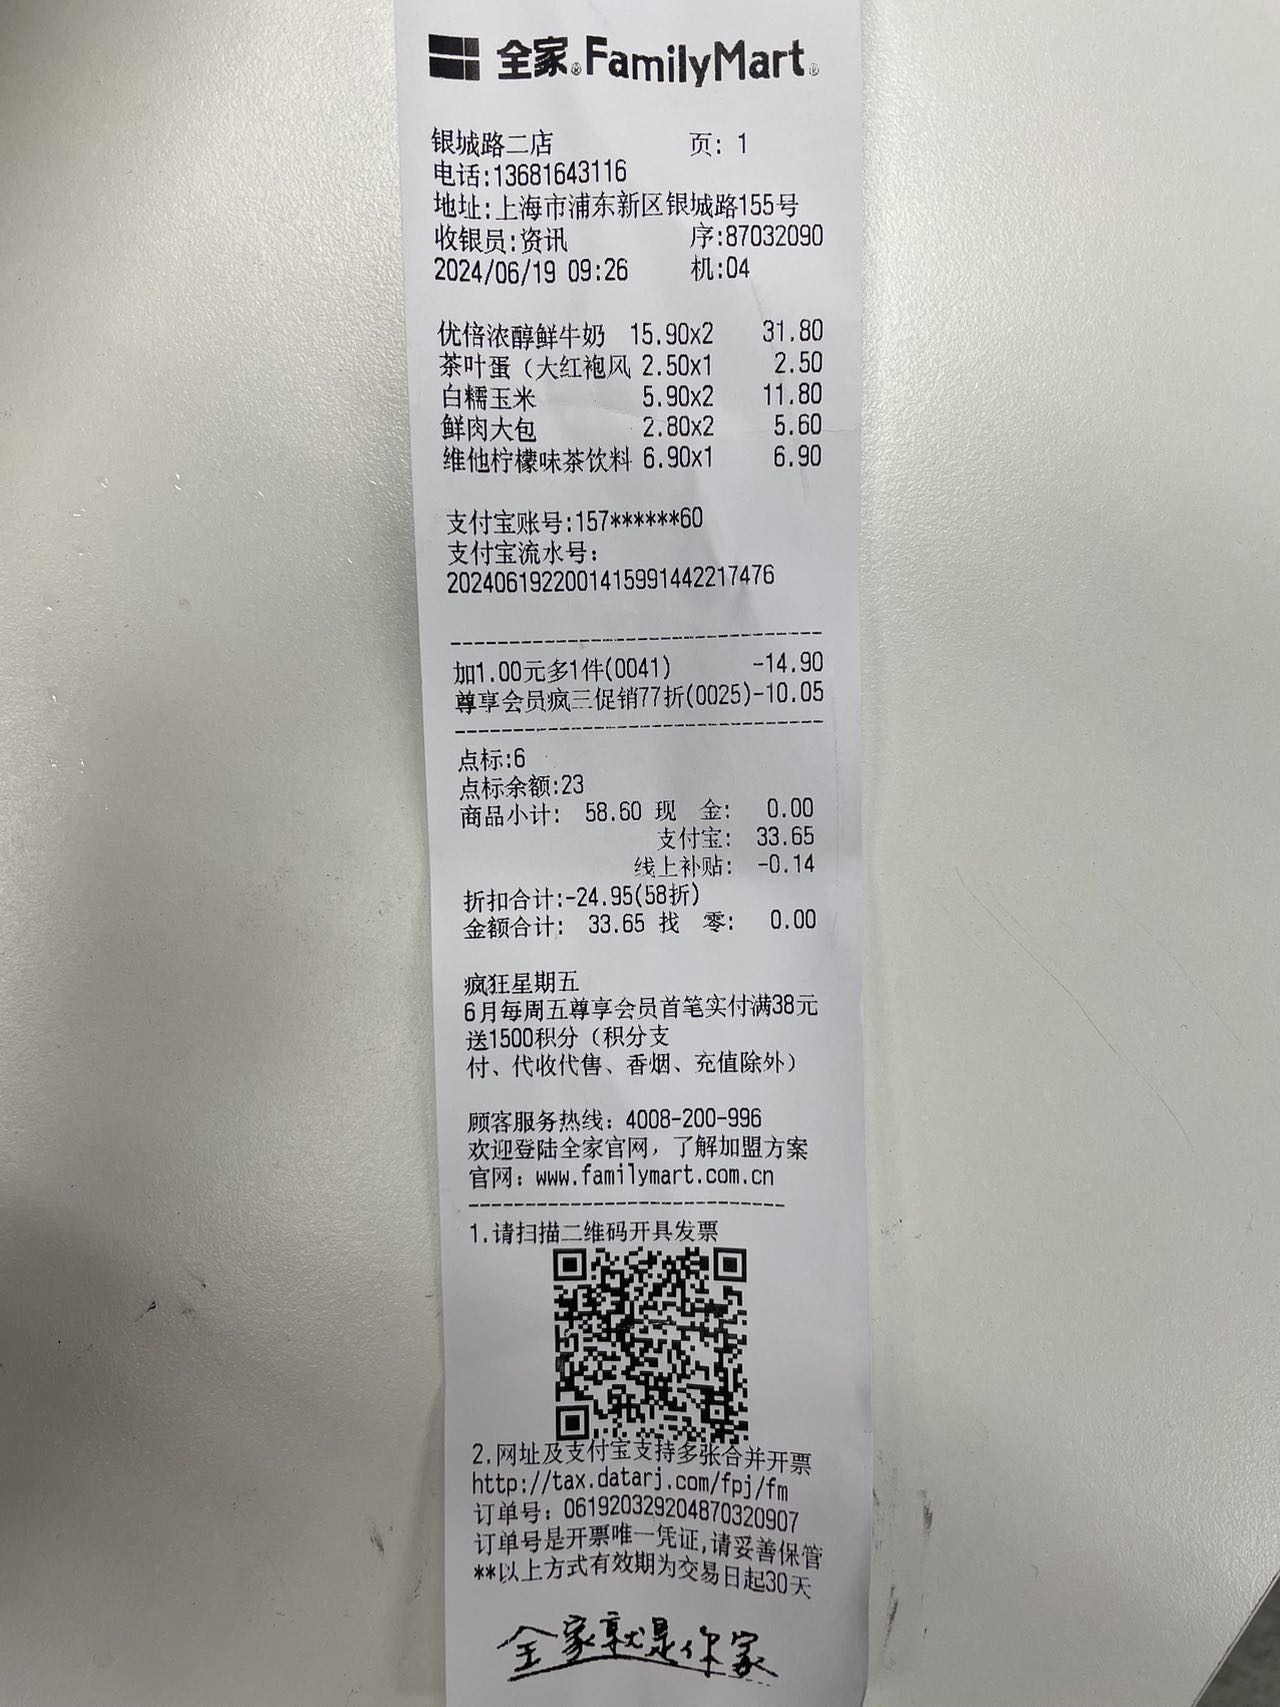 全家®FamilyMart®
银城路二店 页: 1
电话:13681643116
地址:上海市浦东新区银城路155号
收银员:资讯 序:87032090
2024/06/19 09:26 机:04
优倍浓醇鲜牛奶 15.90x2 31.80
茶叶蛋（大红袍风 2.50x1 2.50
白糯玉米 5.90x2 11.80
鲜肉大包 2.80x2 5.60
维他柠檬味茶饮料 6.90x1 6.90
支付宝账号:157******60
支付宝流水号:
2024061922001415991442217476
加1.00元多1件(0041) -14.90
尊享会员疯三促销77折(0025)-10.05
点标:6
点标余额:23
商品小计: 58.60 现 金: 0.00
支付宝: 33.65
线上补贴: -0.14
折扣合计:-24.95(58折)
金额合计: 33.65 找 零: 0.00
疯狂星期五
6月每周五尊享会员首笔实付满38元
送1500积分（积分支
付、代收代售、香烟、充值除外）
顾客服务热线: 4008-200-996
欢迎登陆全家官网，了解加盟方案
官网: www.familymart.com.cn
1.请扫描二维码开具发票
2.网址及支付宝支持多张合并开票
http://tax.datarj.com/fpj/fm
订单号: 061920329204870320907
订单号是开票唯一凭证,请妥善保管
**以上方式有效期为交易日起30天
全家就是你家